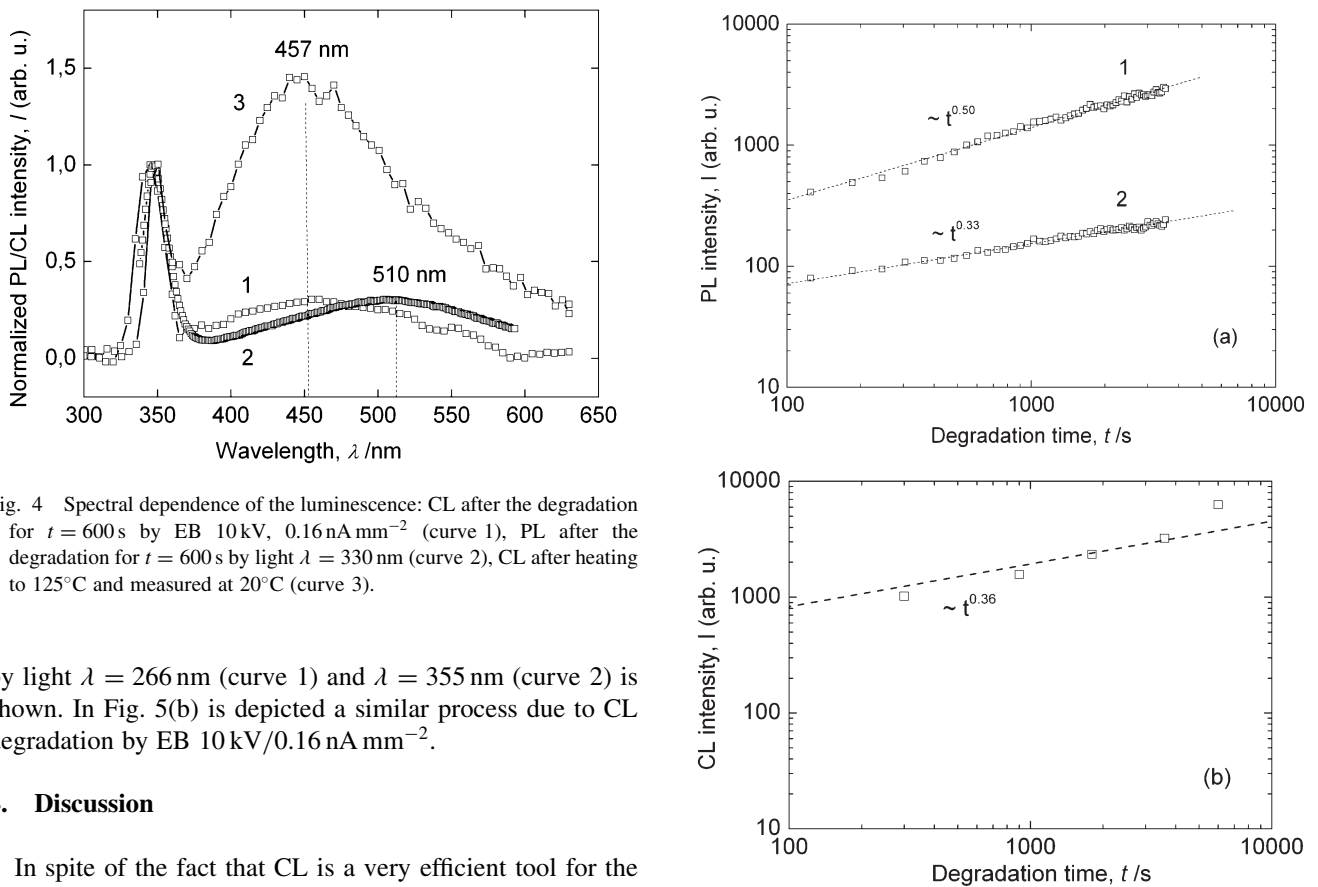 Normalized PL/CL intensity, I (arb. u.)
1,5
1,0
0,5
0,0
457 nm
3
510 nm
1
2
300 350 400 450 500 550 600 650
Wavelength, λ /nm
ig. 4 Spectral dependence of the luminescence: CL after the degradation
for t = 600 s by EB 10 kV, 0.16 nA mm⁻² (curve 1), PL after the
degradation for t = 600 s by light λ = 330 nm (curve 2), CL after heating
to 125°C and measured at 20°C (curve 3).
y light λ = 266 nm (curve 1) and λ = 355 nm (curve 2) is
hown. In Fig. 5(b) is depicted a similar process due to CL
egradation by EB 10 kV/0.16 nA mm⁻².
. Discussion
In spite of the fact that CL is a very efficient tool for the
PL intensity, I (arb. u.)
10000
1000
100
10
1
~ t^0.50
2
~ t^0.33
(a)
100 1000 10000
Degradation time, t /s
CL intensity, I (arb. u.)
10000
1000
100
10
~ t^0.36
(b)
100 1000 10000
Degradation time, t /s